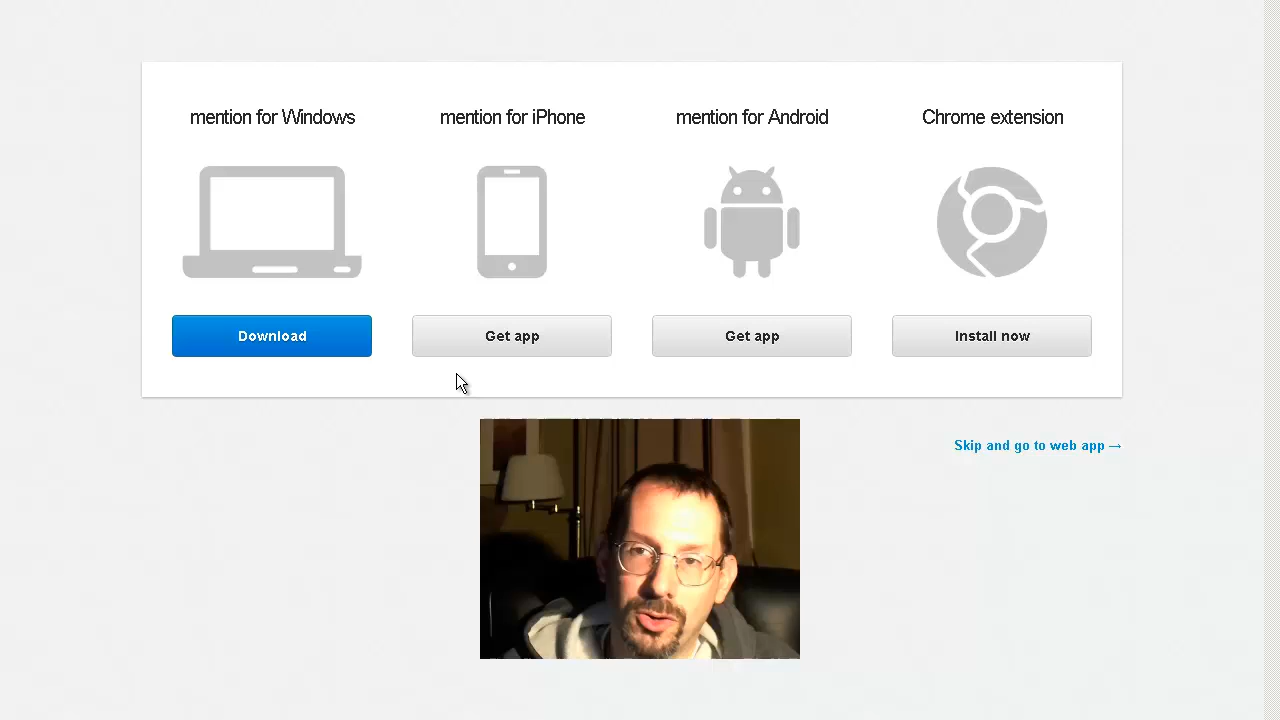 mention for Windows
mention for iPhone
mention for Android
Chrome extension
Download
Get app
Get app
Install now
Skip and go to web app →